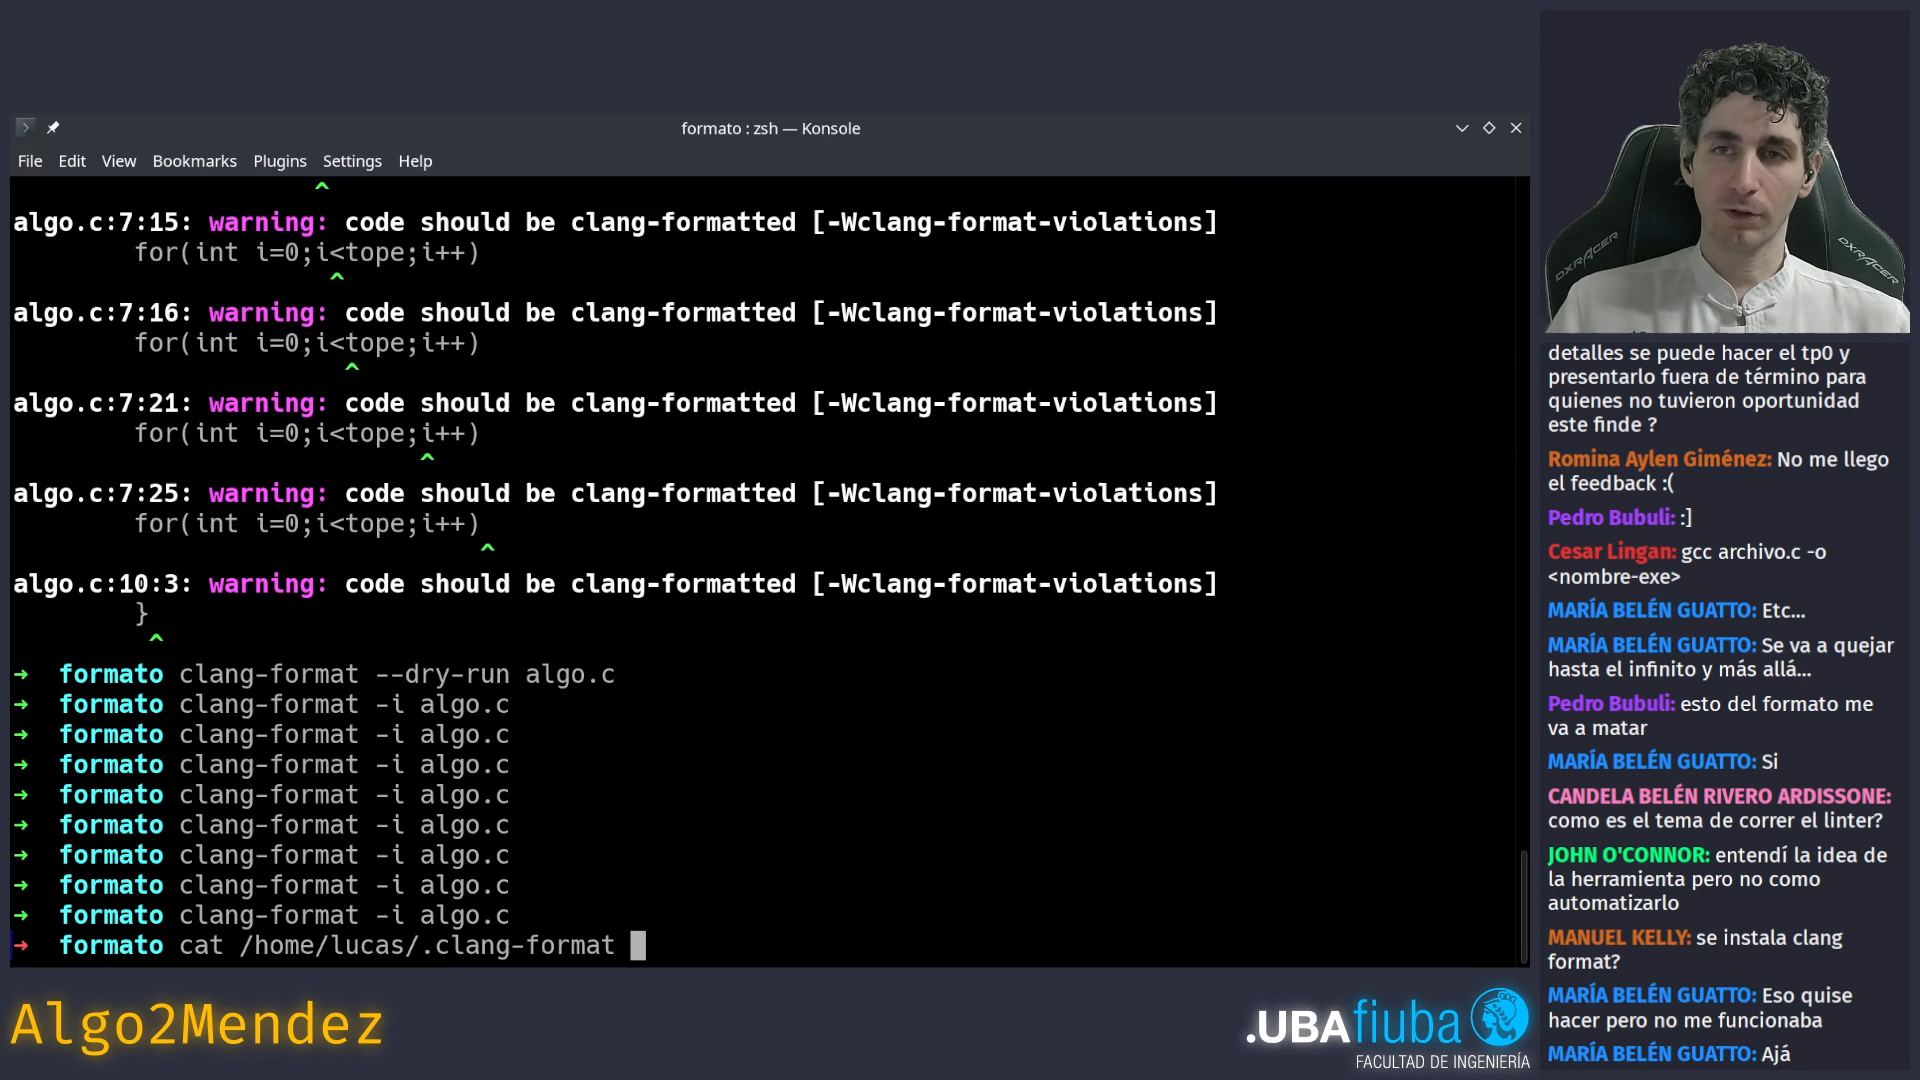 formato : zsh — Konsole
File Edit View Bookmarks Plugins Settings Help
^
algo.c:7:15: warning: code should be clang-formatted [-Wclang-format-violations]
for(int i=0;i<tope;i++)
^
algo.c:7:16: warning: code should be clang-formatted [-Wclang-format-violations]
for(int i=0;i<tope;i++)
^
algo.c:7:21: warning: code should be clang-formatted [-Wclang-format-violations]
for(int i=0;i<tope;i++)
^
algo.c:7:25: warning: code should be clang-formatted [-Wclang-format-violations]
for(int i=0;i<tope;i++)
^
algo.c:10:3: warning: code should be clang-formatted [-Wclang-format-violations]
}
^
➜ formato clang-format --dry-run algo.c
➜ formato clang-format -i algo.c
➜ formato clang-format -i algo.c
➜ formato clang-format -i algo.c
➜ formato clang-format -i algo.c
➜ formato clang-format -i algo.c
➜ formato clang-format -i algo.c
➜ formato clang-format -i algo.c
➜ formato clang-format -i algo.c
➜ formato cat /home/lucas/.clang-format
DXRACER
DXRACER
detalles se puede hacer el tp0 y
presentarlo fuera de término para
quienes no tuvieron oportunidad
este finde ?
Romina Aylen Giménez: No me llego
el feedback :(
Pedro Bubuli: :]
Cesar Lingan: gcc archivo.c -o
<nombre-exe>
MARÍA BELÉN GUATTO: Etc...
MARÍA BELÉN GUATTO: Se va a quejar
hasta el infinito y más allá...
Pedro Bubuli: esto del formato me
va a matar
MARÍA BELÉN GUATTO: Si
CANDELA BELÉN RIVERO ARDISSONE:
como es el tema de correr el linter?
JOHN O'CONNOR: entendí la idea de
la herramienta pero no como
automatizarlo
MANUEL KELLY: se instala clang
format?
MARÍA BELÉN GUATTO: Eso quise
hacer pero no me funcionaba
MARÍA BELÉN GUATTO: Ajá
Algo2Mendez
.UBAfiuba
FACULTAD DE INGENIERÍA